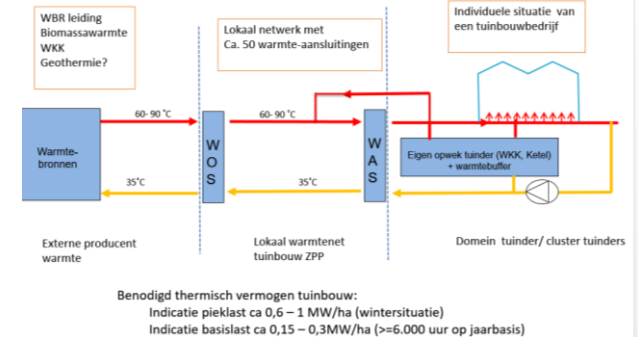 WBR leiding
Biomassawarmte
WKK
Geothermie?
Lokaal netwerk met
Ca. 50 warmte-aansluitingen
Individuele situatie van
een tuinbouwbedrijf
60- 90 °C
60- 90 °C
Warmte-
bronnen
W
O
S
W
A
S
Eigen opwek tuinder (WKK, Ketel)
+ warmtebuffer
35°C
35°C
Externe producent
warmte
Lokaal warmtenet
tuinbouw ZPP
Domein tuinder/ cluster tuinders
Benodigd thermisch vermogen tuinbouw:
Indicatie pieklast ca 0,6 – 1 MW/ha (wintersituatie)
Indicatie basislast ca 0,15 – 0,3MW/ha (>=6.000 uur op jaarbasis)